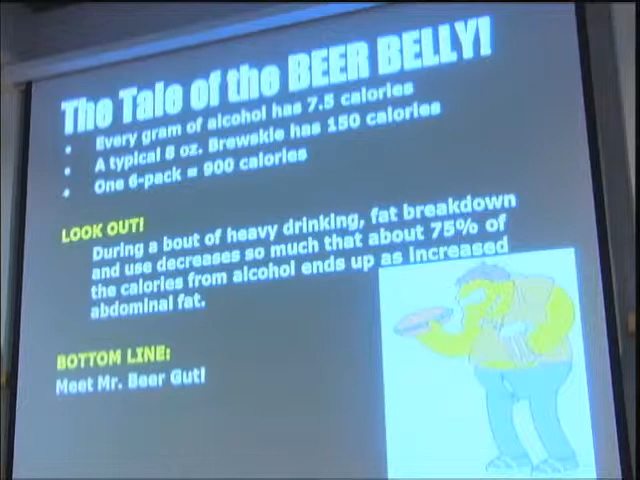 The Tale of the BEER BELLY!
• Every gram of alcohol has 7.5 calories
• A typical 8 oz. Brewskie has 150 calories
• One 6-pack = 900 calories
LOOK OUT!
During a bout of heavy drinking, fat breakdown
and use decreases so much that about 75% of
the calories from alcohol ends up as increased
abdominal fat.
BOTTOM LINE:
Meet Mr. Beer Gut!